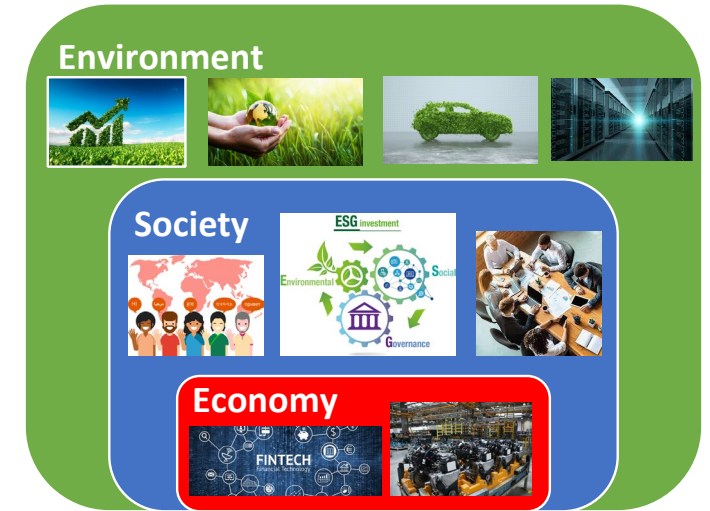 Environment
Society
ESG investment
Environmental
Social
Governance
Economy
FINTECH
Financial Technology